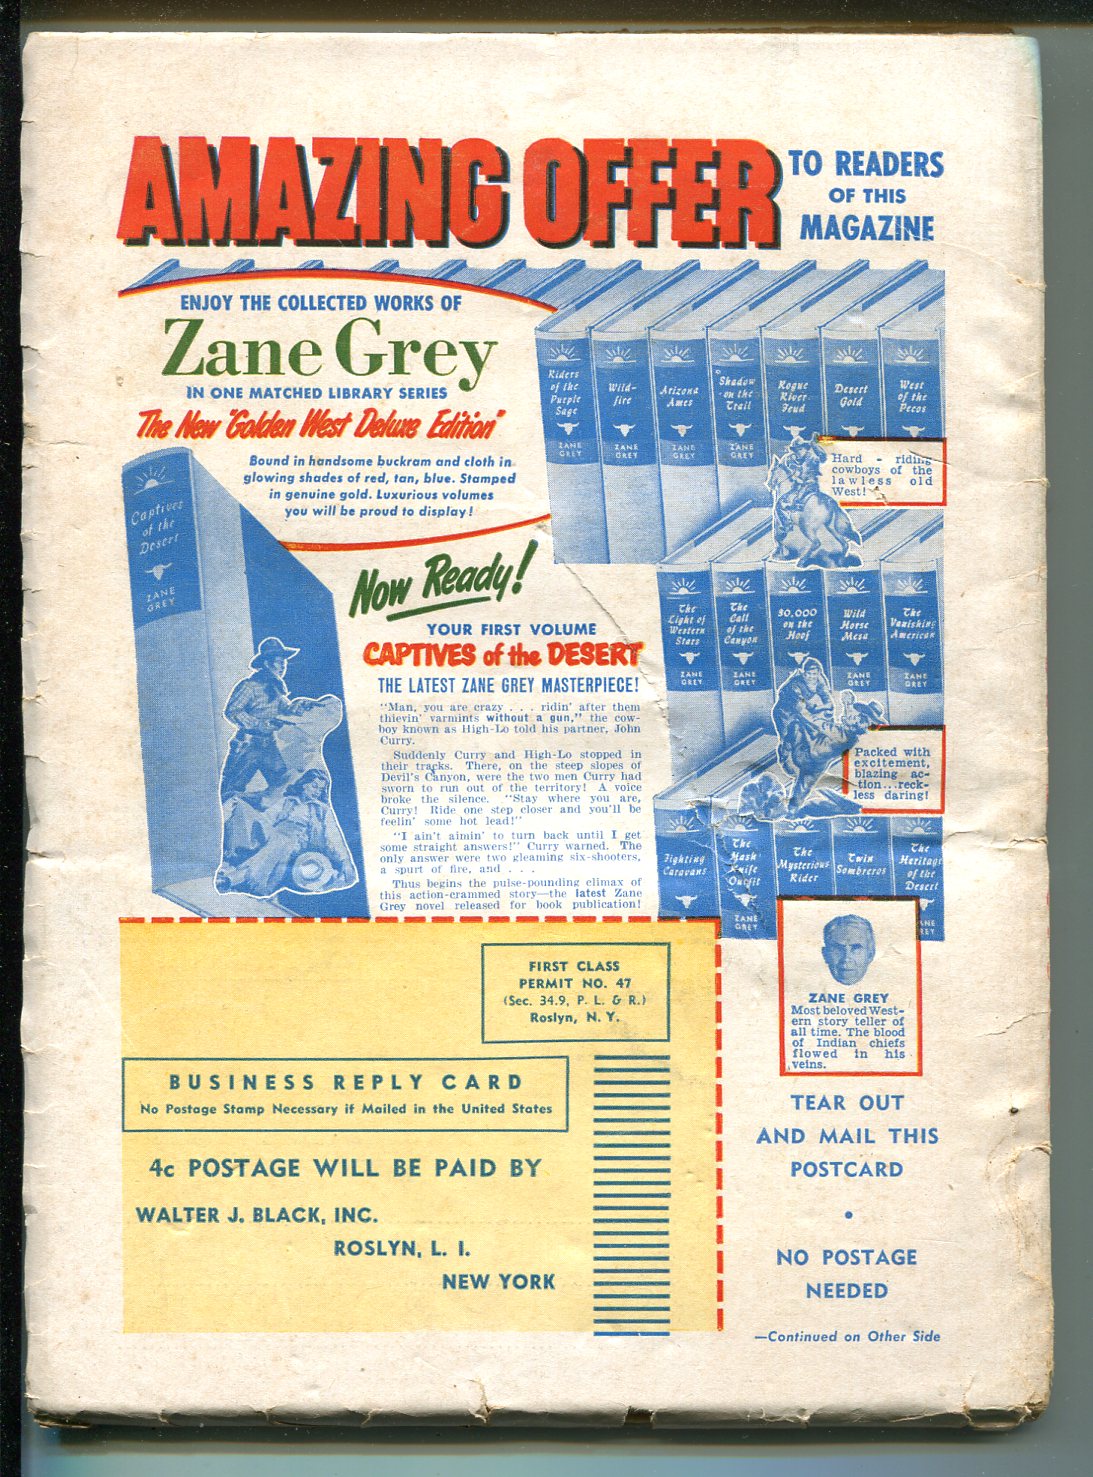 AMAZING OFFER
TO READERS
OF THIS
MAGAZINE
ENJOY THE COLLECTED WORKS OF
Zane Grey
IN ONE MATCHED LIBRARY SERIES
The New "Golden West Deluxe Edition"
Bound in handsome buckram and cloth in
glowing shades of red, tan, blue. Stamped
in genuine gold. Luxurious volumes
you will be proud to display!
Captives
of the
Desert
ZANE
GREY
Riders
of the
Purple
Sage
ZANE
GREY
Wild-
fire
ZANE
GREY
Arizona
Ames
ZANE
GREY
Shadow
on the
Trail
ZANE
GREY
Rogue
River
Feud
Desert
Gold
West
of the
Pecos
Hard - riding
cowboys of the
lawless old
West!
Now Ready!
YOUR FIRST VOLUME
CAPTIVES of the DESERT
THE LATEST ZANE GREY MASTERPIECE!
"Man, you are crazy . . . ridin' after them
thievin' varmints without a gun," the cow-
boy known as High-Lo told his partner, John
Curry.
Suddenly Curry and High-Lo stopped in
their tracks. There, on the steep slopes of
Devil's Canyon, were the two men Curry had
sworn to run out of the territory! A voice
broke the silence. "Stay where you are,
Curry! Ride one step closer and you'll be
feelin' some hot lead!"
"I ain't aimin' to turn back until I get
some straight answers!" Curry warned. The
only answer were two gleaming six-shooters,
a spurt of fire, and . . .
Thus begins the pulse-pounding climax of
this action-crammed story—the latest Zane
Grey novel released for book publication!
The
Light of
Western
Stars
ZANE
GREY
The
Call
of the
Canyon
ZANE
GREY
30,000
on the
Hoof
Wild
Horse
Mesa
ZANE
GREY
The
Vanishing
American
ZANE
GREY
Packed with
excitement,
blazing ac-
tion...reck-
less daring!
Fighting
Caravans
The
Mask
Knife
Outfit
ZANE
GREY
The
Mysterious
Rider
Twin
Sombreros
The
Heritage
of the
Desert
ZANE GREY
Most beloved West-
ern story teller of
all time. The blood
of Indian chiefs
flowed in his
veins.
FIRST CLASS
PERMIT NO. 47
(Sec. 34.9, P. L. & R.)
Roslyn, N. Y.
BUSINESS REPLY CARD
No Postage Stamp Necessary if Mailed in the United States
4c POSTAGE WILL BE PAID BY
WALTER J. BLACK, INC.
ROSLYN, L. I.
NEW YORK
TEAR OUT
AND MAIL THIS
POSTCARD
•
NO POSTAGE
NEEDED
—Continued on Other Side